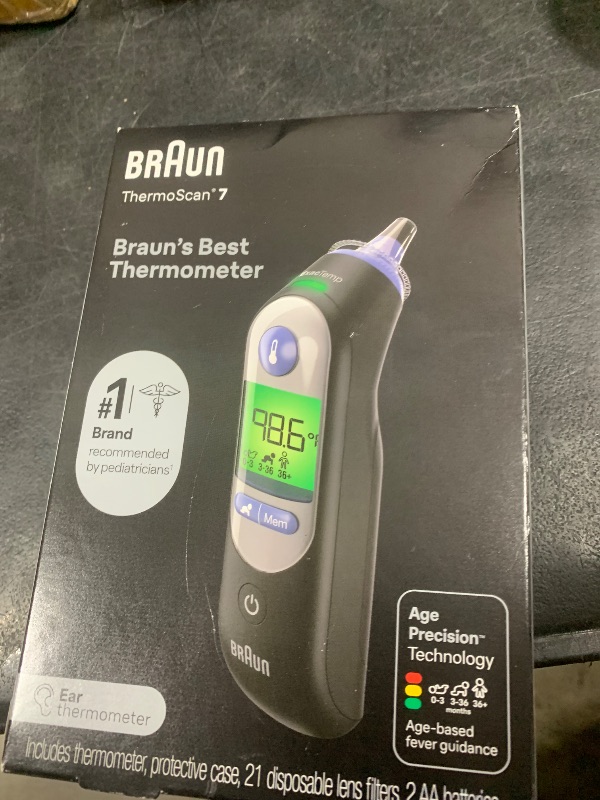 BRAUN
ThermoScan® 7
Braun's Best
Thermometer
#1
Brand
recommended
by pediatricians†
98.6°F
0-3 3-36 36+
Mem
BRAUN
Age
Precision™
Technology
0-3 3-36 36+
months
Age-based
fever guidance
Ear
thermometer
Includes thermometer, protective case, 21 disposable lens filters, 2 AA batteries